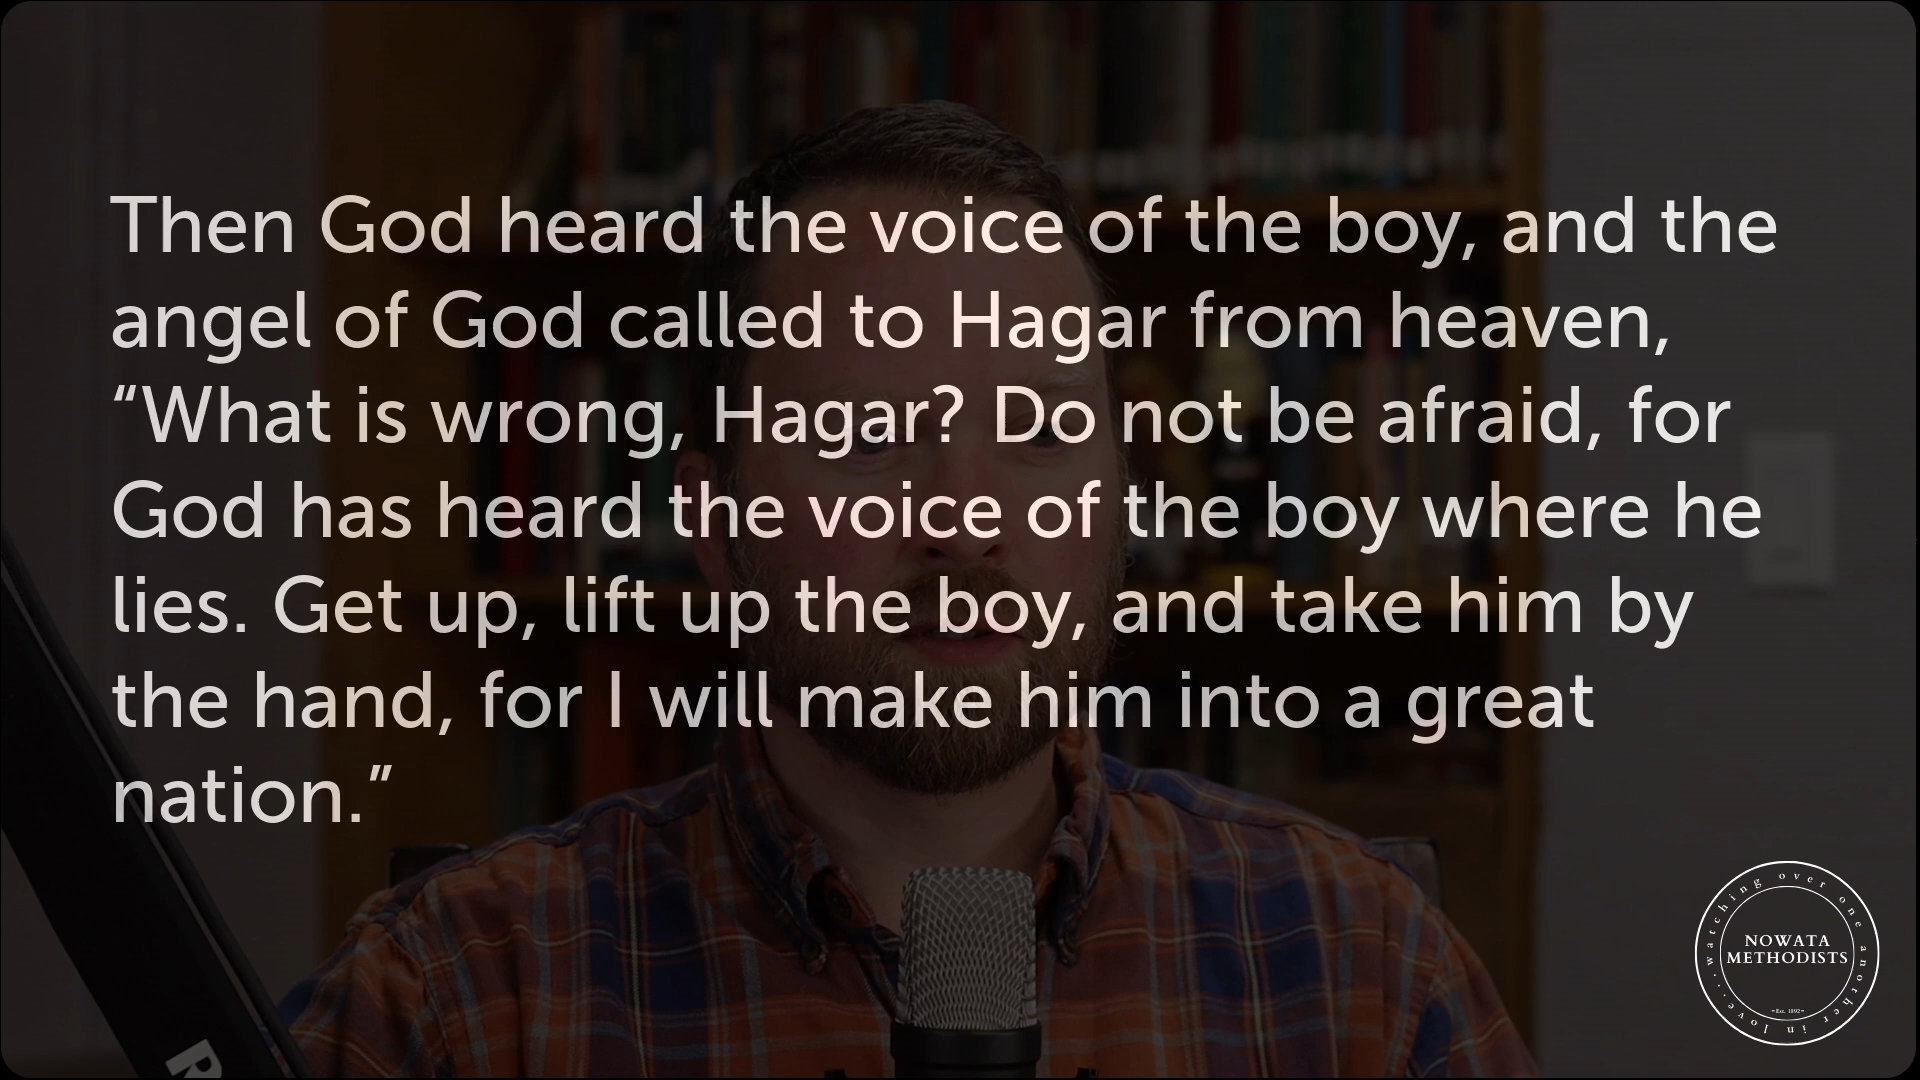 Then God heard the voice of the boy, and the
angel of God called to Hagar from heaven,
“What is wrong, Hagar? Do not be afraid, for
God has heard the voice of the boy where he
lies. Get up, lift up the boy, and take him by
the hand, for I will make him into a great
nation.”
watching over one another in love...
NOWATA
METHODISTS
Est. 1892
R